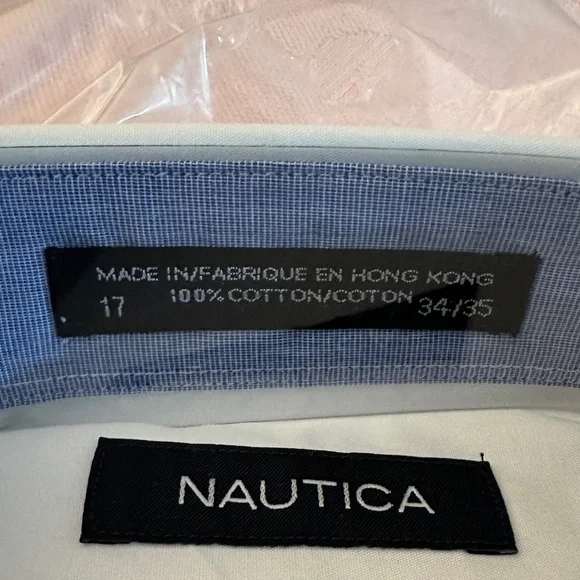 MADE IN/FABRIQUE EN HONG KONG
17 100% COTTON/COTON 34/35
NAUTICA